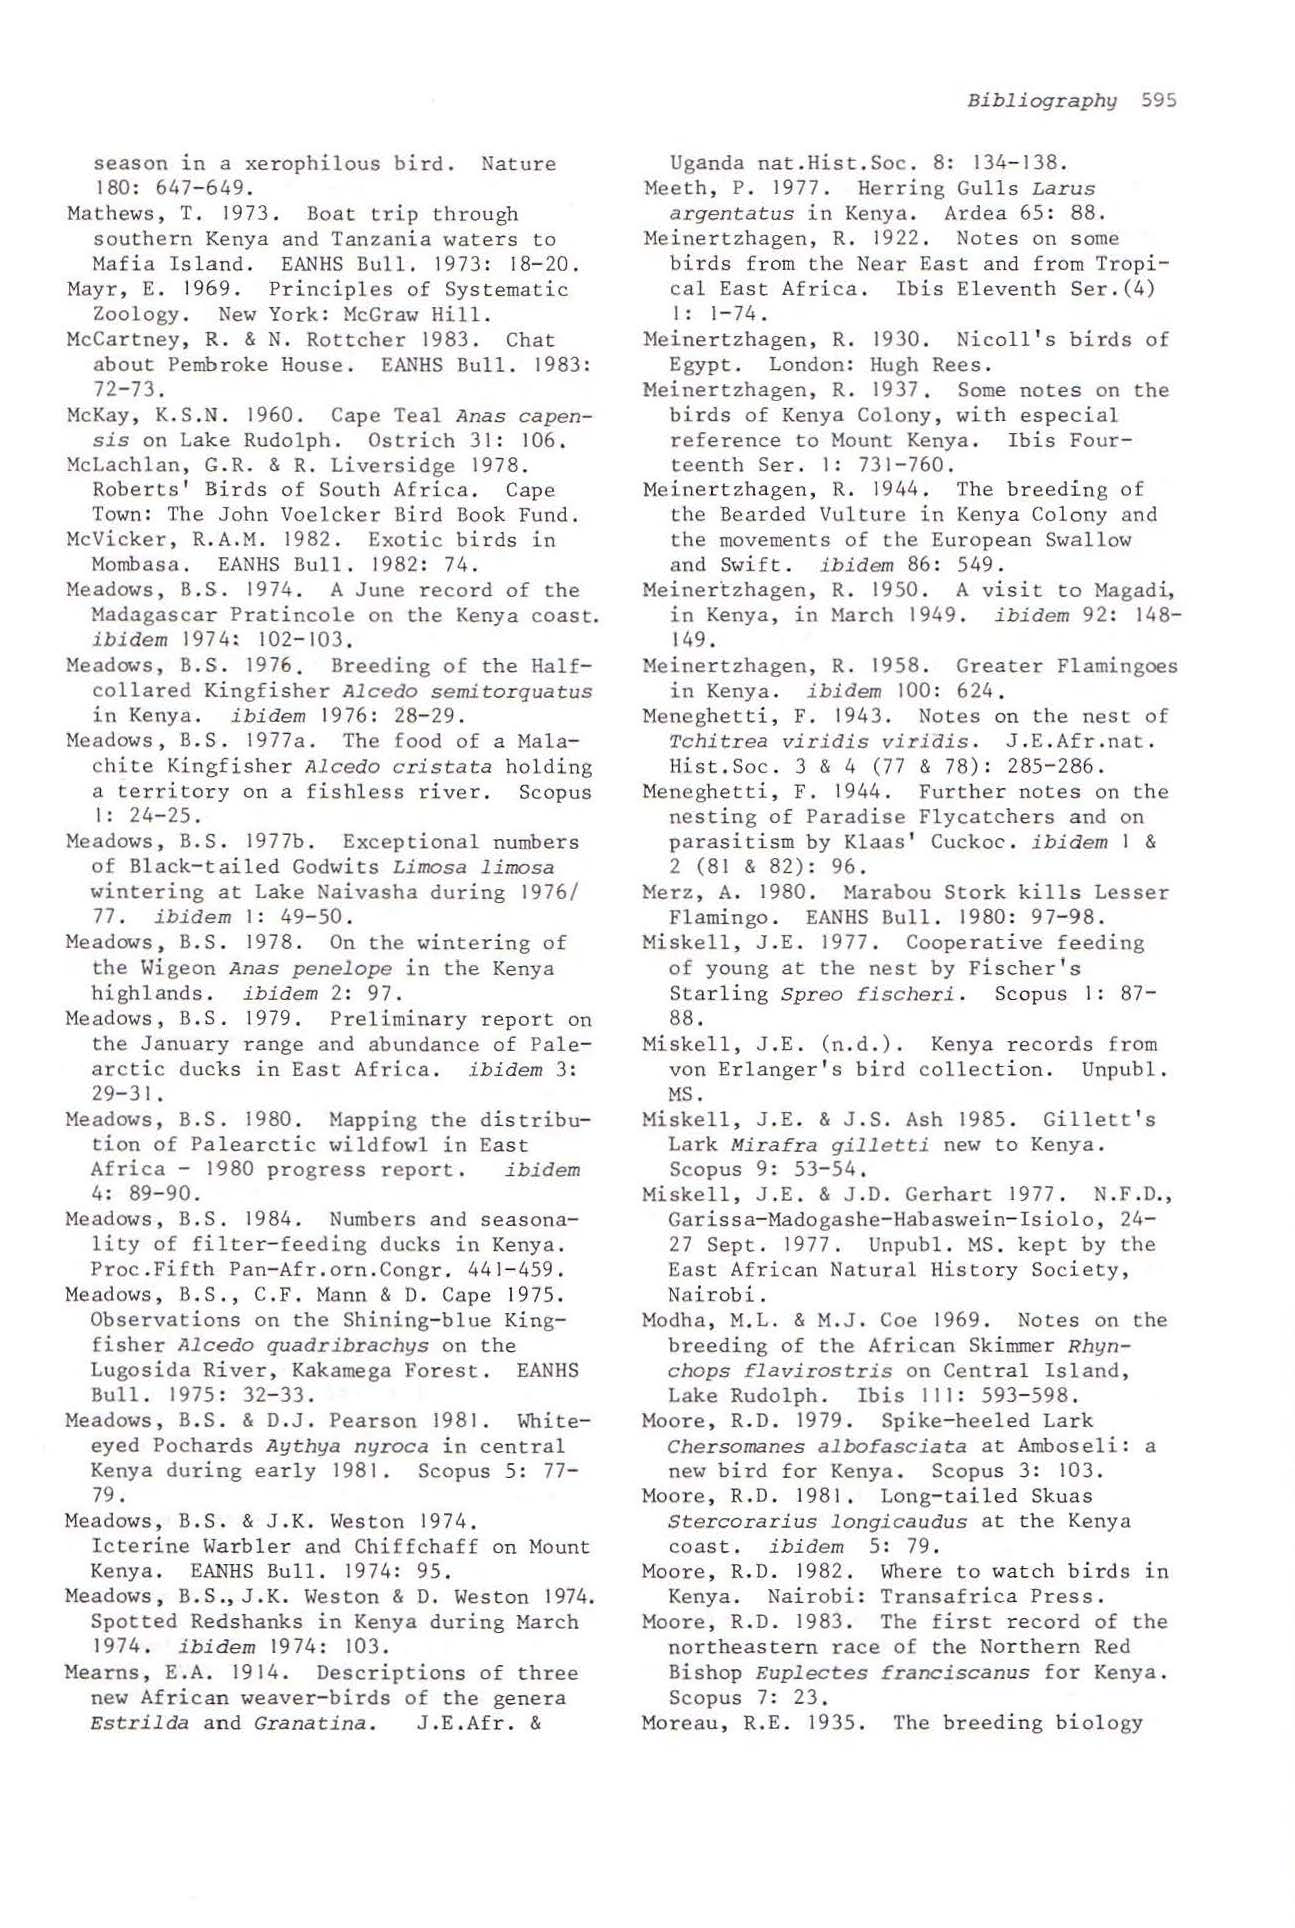 Bibliography 595
season in a xerophilous bird. Nature
180: 647-649.
Mathews, T. 1973. Boat trip through
southern Kenya and Tanzania waters to
Mafia Island. EANHS Bull. 1973: 18-20.
Mayr, E. 1969. Principles of Systematic
Zoology. New York: McGraw Hill.
McCartney, R. & N. Rottcher 1983. Chat
about Pembroke House. EANHS Bull. 1983:
72-73.
McKay, K.S.N. 1960. Cape Teal Anas capen-
sis on Lake Rudolph. Ostrich 31: 106.
McLachlan, G.R. & R. Liversidge 1978.
Roberts' Birds of South Africa. Cape
Town: The John Voelcker Bird Book Fund.
McVicker, R.A.M. 1982. Exotic birds in
Mombasa. EANHS Bull. 1982: 74.
Meadows, B.S. 1974. A June record of the
Madagascar Pratincole on the Kenya coast.
ibidem 1974: 102-103.
Meadows, B.S. 1976. Breeding of the Half-
collared Kingfisher Alcedo semitorquatus
in Kenya. ibidem 1976: 28-29.
Meadows, B.S. 1977a. The food of a Mala-
chite Kingfisher Alcedo cristata holding
a territory on a fishless river. Scopus
1: 24-25.
Meadows, B.S. 1977b. Exceptional numbers
of Black-tailed Godwits Limosa limosa
wintering at Lake Naivasha during 1976/
77. ibidem 1: 49-50.
Meadows, B.S. 1978. On the wintering of
the Wigeon Anas penelope in the Kenya
highlands. ibidem 2: 97.
Meadows, B.S. 1979. Preliminary report on
the January range and abundance of Pale-
arctic ducks in East Africa. ibidem 3:
29-31.
Meadows, B.S. 1980. Mapping the distribu-
tion of Palearctic wildfowl in East
Africa - 1980 progress report. ibidem
4: 89-90.
Meadows, B.S. 1984. Numbers and seasona-
lity of filter-feeding ducks in Kenya.
Proc.Fifth Pan-Afr.orn.Congr. 441-459.
Meadows, B.S., C.F. Mann & D. Cape 1975.
Observations on the Shining-blue King-
fisher Alcedo quadribrachys on the
Lugosida River, Kakamega Forest. EANHS
Bull. 1975: 32-33.
Meadows, B.S. & D.J. Pearson 1981. White-
eyed Pochards Aythya nyroca in central
Kenya during early 1981. Scopus 5: 77-
79.
Meadows, B.S. & J.K. Weston 1974.
Icterine Warbler and Chiffchaff on Mount
Kenya. EANHS Bull. 1974: 95.
Meadows, B.S., J.K. Weston & D. Weston 1974.
Spotted Redshanks in Kenya during March
1974. ibidem 1974: 103.
Mearns, E.A. 1914. Descriptions of three
new African weaver-birds of the genera
Estrilda and Granatina. J.E.Afr. &
Uganda nat.Hist.Soc. 8: 134-138.
Meeth, P. 1977. Herring Gulls Larus
argentatus in Kenya. Ardea 65: 88.
Meinertzhagen, R. 1922. Notes on some
birds from the Near East and from Tropi-
cal East Africa. Ibis Eleventh Ser.(4)
1: 1-74.
Meinertzhagen, R. 1930. Nicoll's birds of
Egypt. London: Hugh Rees.
Meinertzhagen, R. 1937. Some notes on the
birds of Kenya Colony, with especial
reference to Mount Kenya. Ibis Four-
teenth Ser. 1: 731-760.
Meinertzhagen, R. 1944. The breeding of
the Bearded Vulture in Kenya Colony and
the movements of the European Swallow
and Swift. ibidem 86: 549.
Meinertzhagen, R. 1950. A visit to Magadi,
in Kenya, in March 1949. ibidem 92: 148-
149.
Meinertzhagen, R. 1958. Greater Flamingoes
in Kenya. ibidem 100: 624.
Meneghetti, F. 1943. Notes on the nest of
Tchitrea viridis viridis. J.E.Afr.nat.
Hist.Soc. 3 & 4 (77 & 78): 285-286.
Meneghetti, F. 1944. Further notes on the
nesting of Paradise Flycatchers and on
parasitism by Klaas' Cuckoc. ibidem 1 &
2 (81 & 82): 96.
Merz, A. 1980. Marabou Stork kills Lesser
Flamingo. EANHS Bull. 1980: 97-98.
Miskell, J.E. 1977. Cooperative feeding
of young at the nest by Fischer's
Starling Spreo fischeri. Scopus 1: 87-
88.
Miskell, J.E. (n.d.). Kenya records from
von Erlanger's bird collection. Unpubl.
MS.
Miskell, J.E. & J.S. Ash 1985. Gillett's
Lark Mirafra gilletti new to Kenya.
Scopus 9: 53-54.
Miskell, J.E. & J.D. Gerhart 1977. N.F.D.,
Garissa-Madogashe-Habaswein-Isiolo, 24-
27 Sept. 1977. Unpubl. MS. kept by the
East African Natural History Society,
Nairobi.
Modha, M.L. & M.J. Coe 1969. Notes on the
breeding of the African Skimmer Rhyn-
chops flavirostris on Central Island,
Lake Rudolph. Ibis 111: 593-598.
Moore, R.D. 1979. Spike-heeled Lark
Chersomanes albofasciata at Amboseli: a
new bird for Kenya. Scopus 3: 103.
Moore, R.D. 1981. Long-tailed Skuas
Stercorarius longicaudus at the Kenya
coast. ibidem 5: 79.
Moore, R.D. 1982. Where to watch birds in
Kenya. Nairobi: Transafrica Press.
Moore, R.D. 1983. The first record of the
northeastern race of the Northern Red
Bishop Euplectes franciscanus for Kenya.
Scopus 7: 23.
Moreau, R.E. 1935. The breeding biology